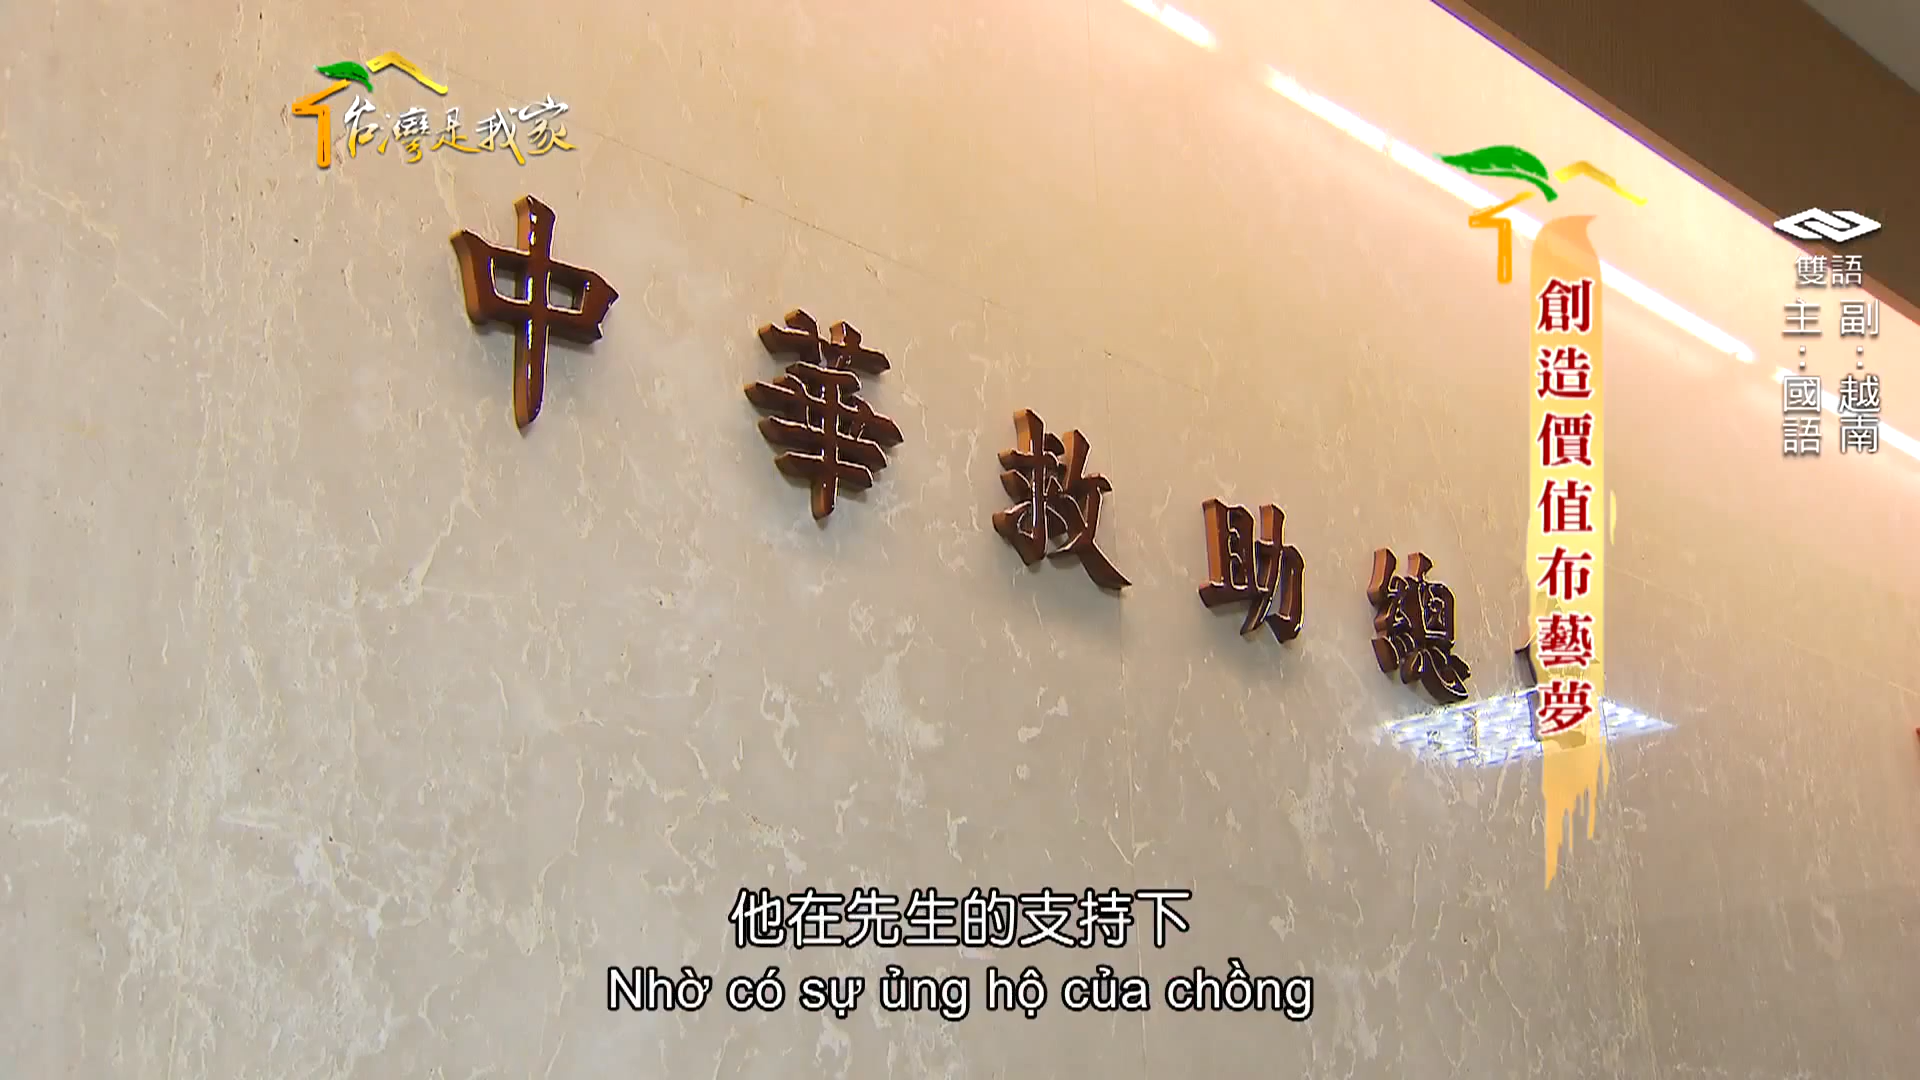 台灣是我家
中華救助總
創造價值布藝夢
雙語
主：國語
副：越南
他在先生的支持下
Nhờ có sự ủng hộ của chồng